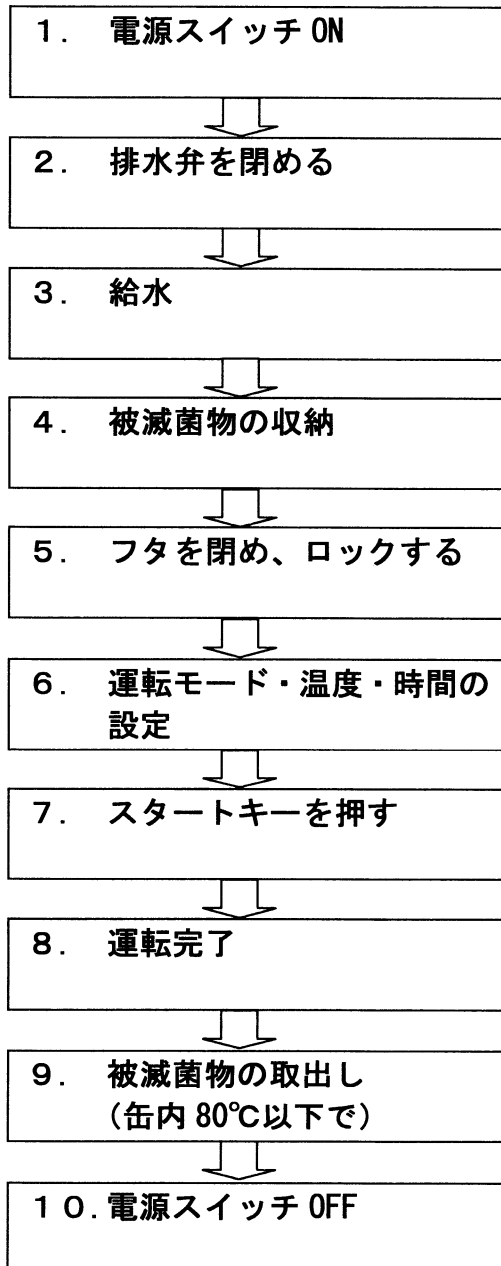 １． 電源スイッチ ON
２． 排水弁を閉める
３． 給水
４． 被滅菌物の収納
５． フタを閉め、ロックする
６． 運転モード・温度・時間の
設定
７． スタートキーを押す
８． 運転完了
９． 被滅菌物の取出し
（缶内 80℃以下で）
１０．電源スイッチ OFF